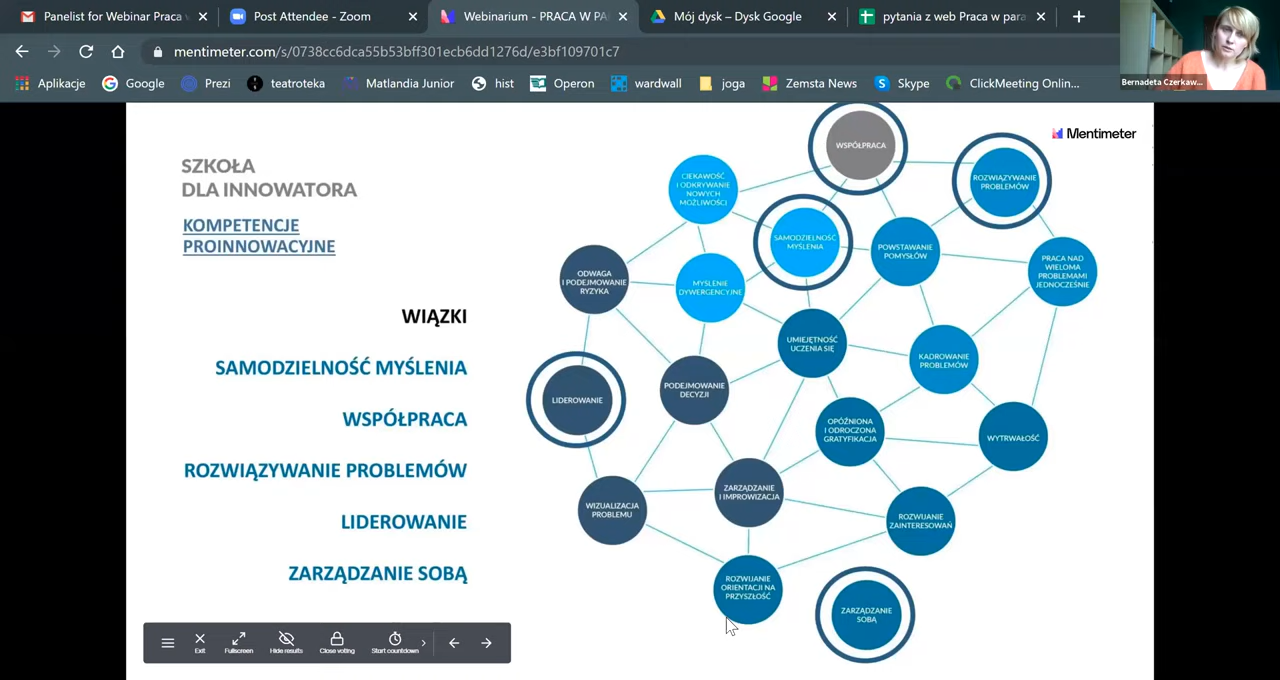 Panelist for Webinar Praca w
Post Attendee - Zoom
Webinarium - PRACA W PA
Mój dysk – Dysk Google
pytania z web Praca w para
mentimeter.com/s/0738cc6dca55b53bff301ecb6dd1276d/e3bf109701c7
Aplikacje
Google
Prezi
teatroteka
Matlandia Junior
hist
Operon
wardwall
joga
Zemsta News
Skype
ClickMeeting Onlin...
Bernadeta Czerkaw...
Mentimeter
SZKOŁA
DLA INNOWATORA
KOMPETENCJE
PROINNOWACYJNE
WIĄZKI
SAMODZIELNOŚĆ MYŚLENIA
WSPÓŁPRACA
ROZWIĄZYWANIE PROBLEMÓW
LIDEROWANIE
ZARZĄDZANIE SOBĄ
WSPÓŁPRACA
CIEKAWOŚĆ
I ODKRYWANIE
NOWYCH
MOŻLIWOŚCI
ROZWIĄZYWANIE
PROBLEMÓW
SAMODZIELNOŚĆ
MYŚLENIA
POWSTAWANIE
POMYSŁÓW
PRACA NAD
WIELOMA
PROBLEMAMI
JEDNOCZEŚNIE
ODWAGA
I PODEJMOWANIE
RYZYKA
MYŚLENIE
DYWERGENCYJNE
UMIEJĘTNOŚĆ
UCZENIA SIĘ
KADROWANIE
PROBLEMÓW
PODEJMOWANIE
DECYZJI
LIDEROWANIE
OPÓŹNIONA
I ODROCZONA
GRATYFIKACJA
WYTRWAŁOŚĆ
ZARZĄDZANIE
I IMPROWIZACJA
WIZUALIZACJA
PROBLEMU
ROZWIJANIE
ZAINTERESOWAŃ
ROZWIJANIE
ORIENTACJI NA
PRZYSZŁOŚĆ
ZARZĄDZANIE
SOBĄ
Exit
Fullscreen
Hide results
Close voting
Start countdown